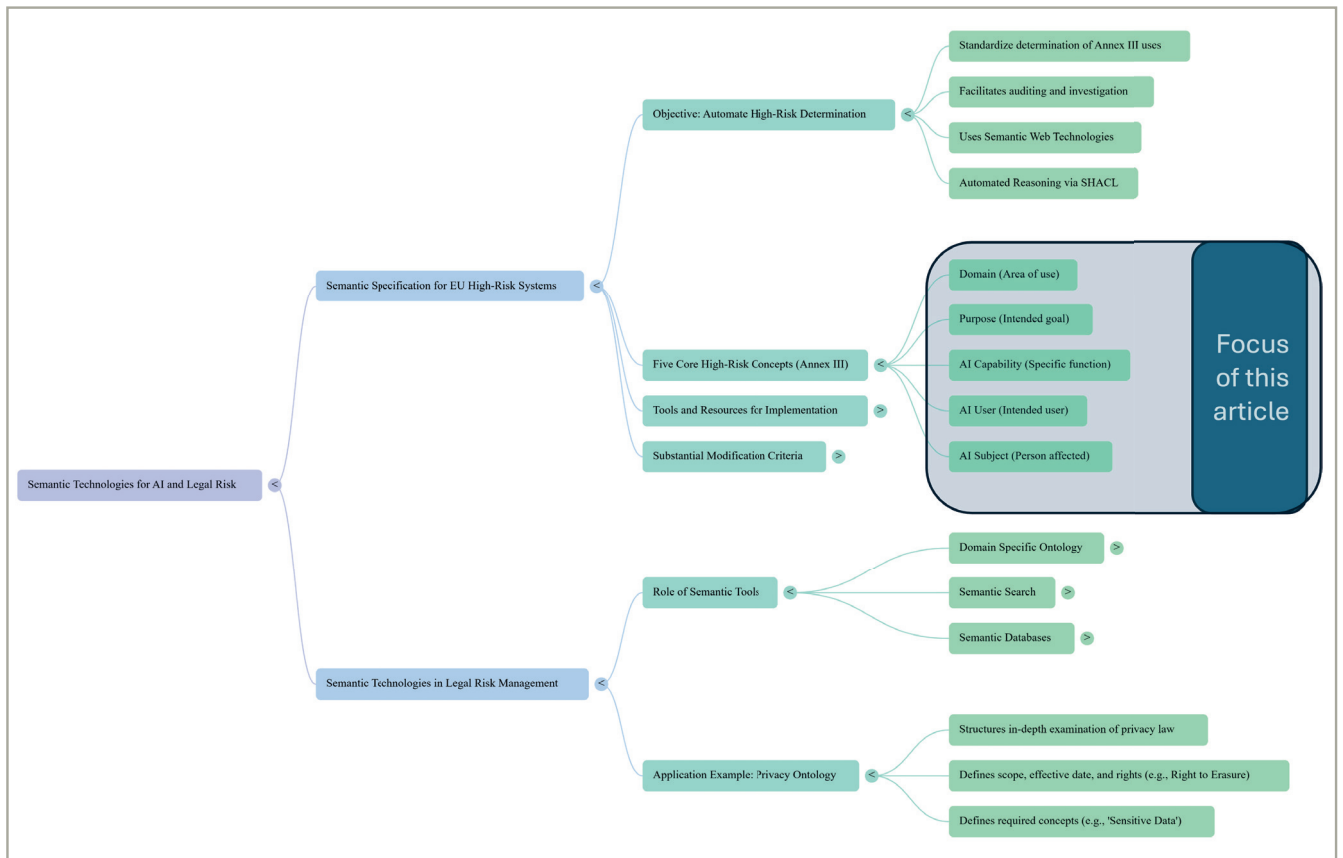 Semantic Technologies for AI and Legal Risk
<
Semantic Specification for EU High-Risk Systems
<
Objective: Automate High-Risk Determination
<
Standardize determination of Annex III uses
Facilitates auditing and investigation
Uses Semantic Web Technologies
Automated Reasoning via SHACL
Five Core High-Risk Concepts (Annex III)
<
Domain (Area of use)
Purpose (Intended goal)
AI Capability (Specific function)
AI User (Intended user)
AI Subject (Person affected)
Focus
of this
article
Tools and Resources for Implementation
>
Substantial Modification Criteria
>
Semantic Technologies in Legal Risk Management
<
Role of Semantic Tools
<
Domain Specific Ontology
>
Semantic Search
>
Semantic Databases
>
Application Example: Privacy Ontology
<
Structures in-depth examination of privacy law
Defines scope, effective date, and rights (e.g., Right to Erasure)
Defines required concepts (e.g., 'Sensitive Data')